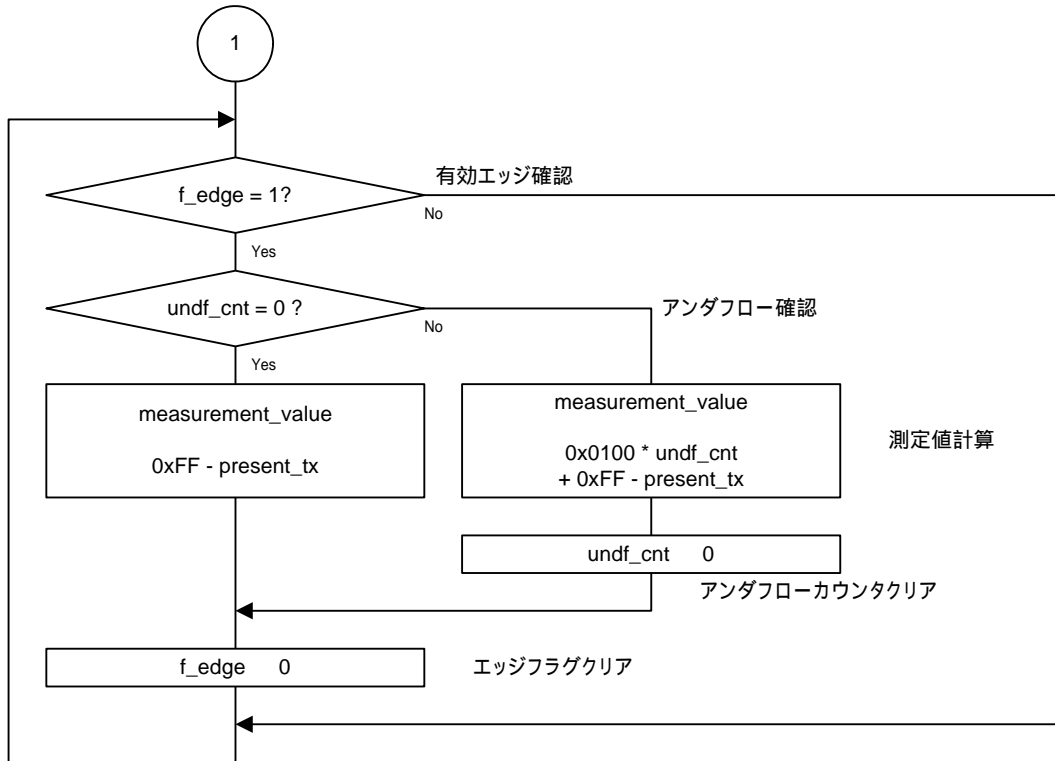 1
有効エッジ確認
f_edge = 1?
No
Yes
undf_cnt = 0 ?
アンダフロー確認
No
Yes
measurement_value
0xFF - present_tx
measurement_value
0x0100 * undf_cnt
+ 0xFF - present_tx
測定値計算
undf_cnt 0
アンダフローカウンタクリア
f_edge 0
エッジフラグクリア